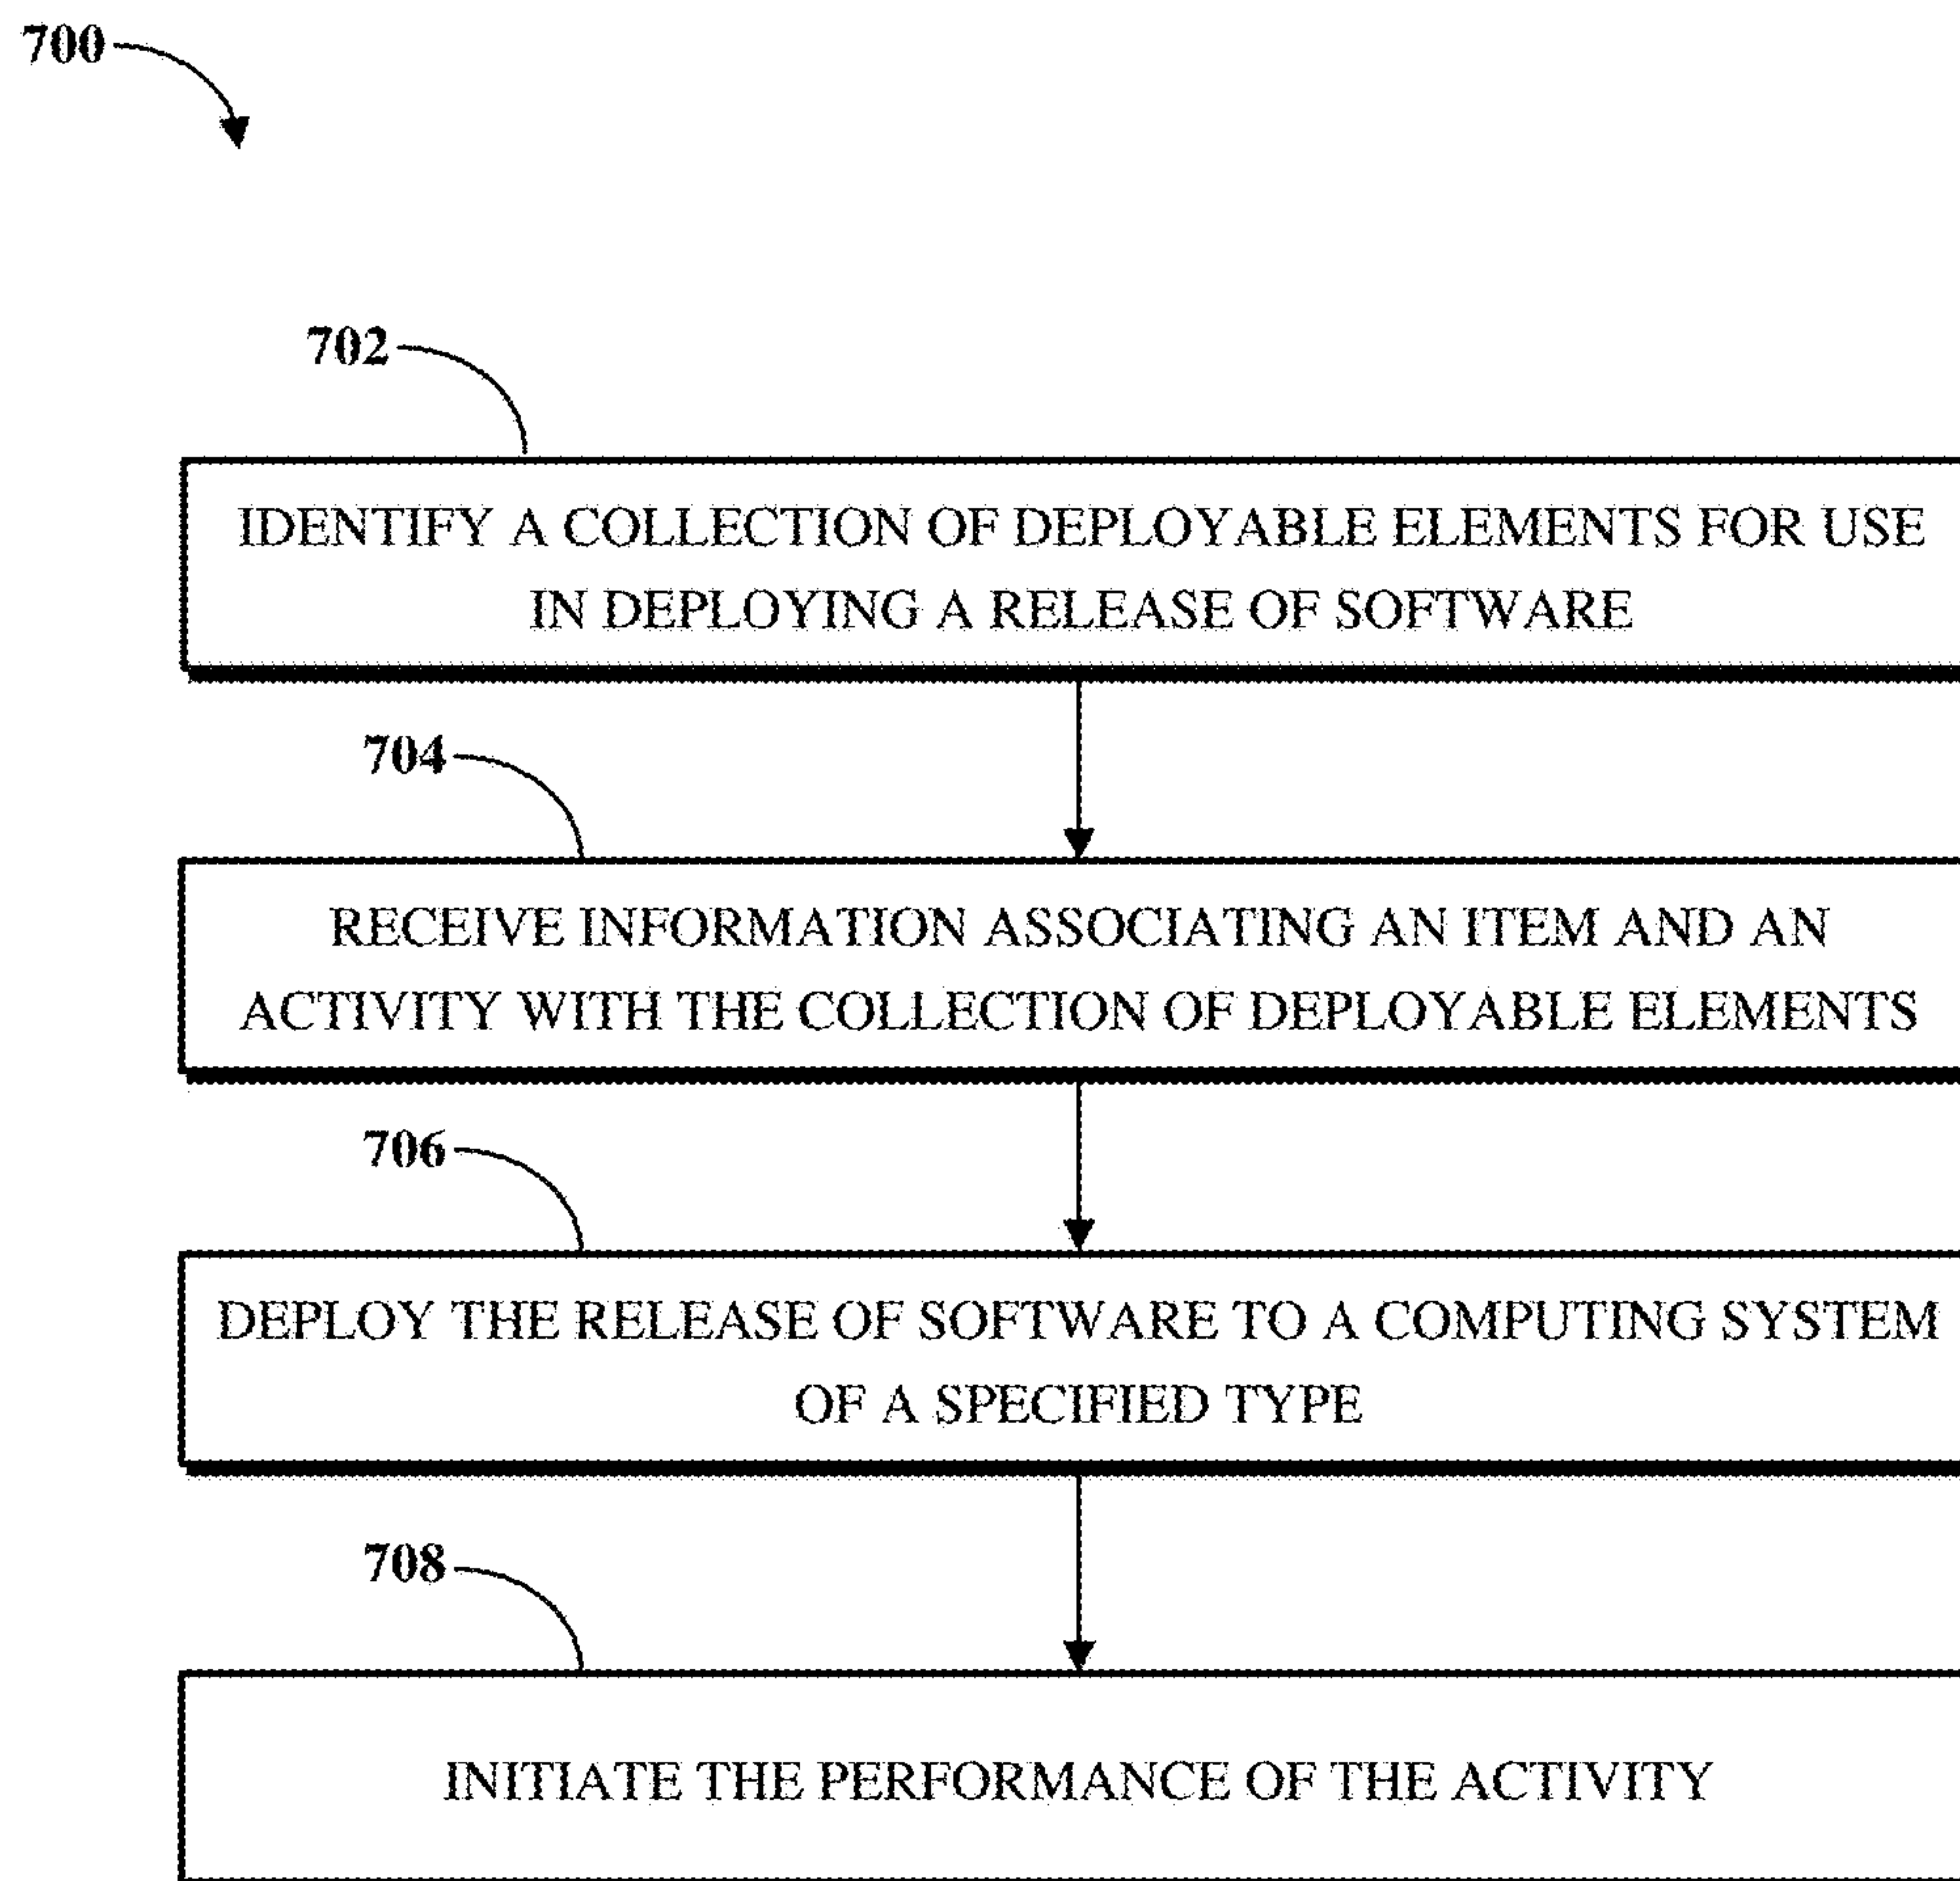 700
702
IDENTIFY A COLLECTION OF DEPLOYABLE ELEMENTS FOR USE
IN DEPLOYING A RELEASE OF SOFTWARE
704
RECEIVE INFORMATION ASSOCIATING AN ITEM AND AN
ACTIVITY WITH THE COLLECTION OF DEPLOYABLE ELEMENTS
706
DEPLOY THE RELEASE OF SOFTWARE TO A COMPUTING SYSTEM
OF A SPECIFIED TYPE
708
INITIATE THE PERFORMANCE OF THE ACTIVITY